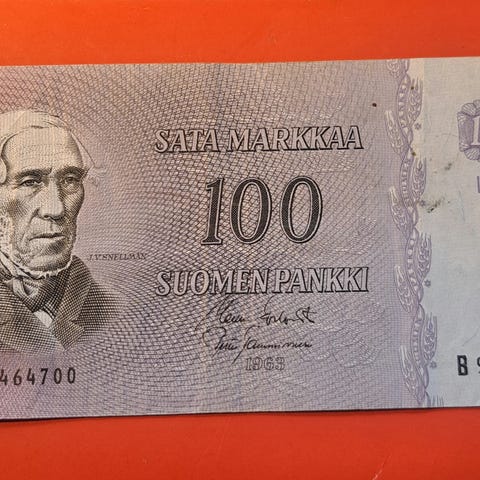 SATA MARKKAA
100
J.V.SNELLMAN
SUOMEN PANKKI
1963
464700
B